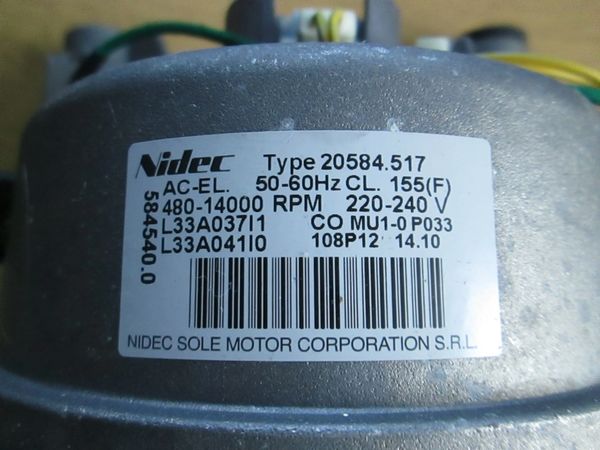 Nidec Type 20584.517
AC-EL. 50-60Hz CL. 155(F)
480-14000 RPM 220-240 V
L33A037I1 CO MU1-0 P033
L33A041I0 108P12 14.10
584540.0
NIDEC SOLE MOTOR CORPORATION S.R.L.